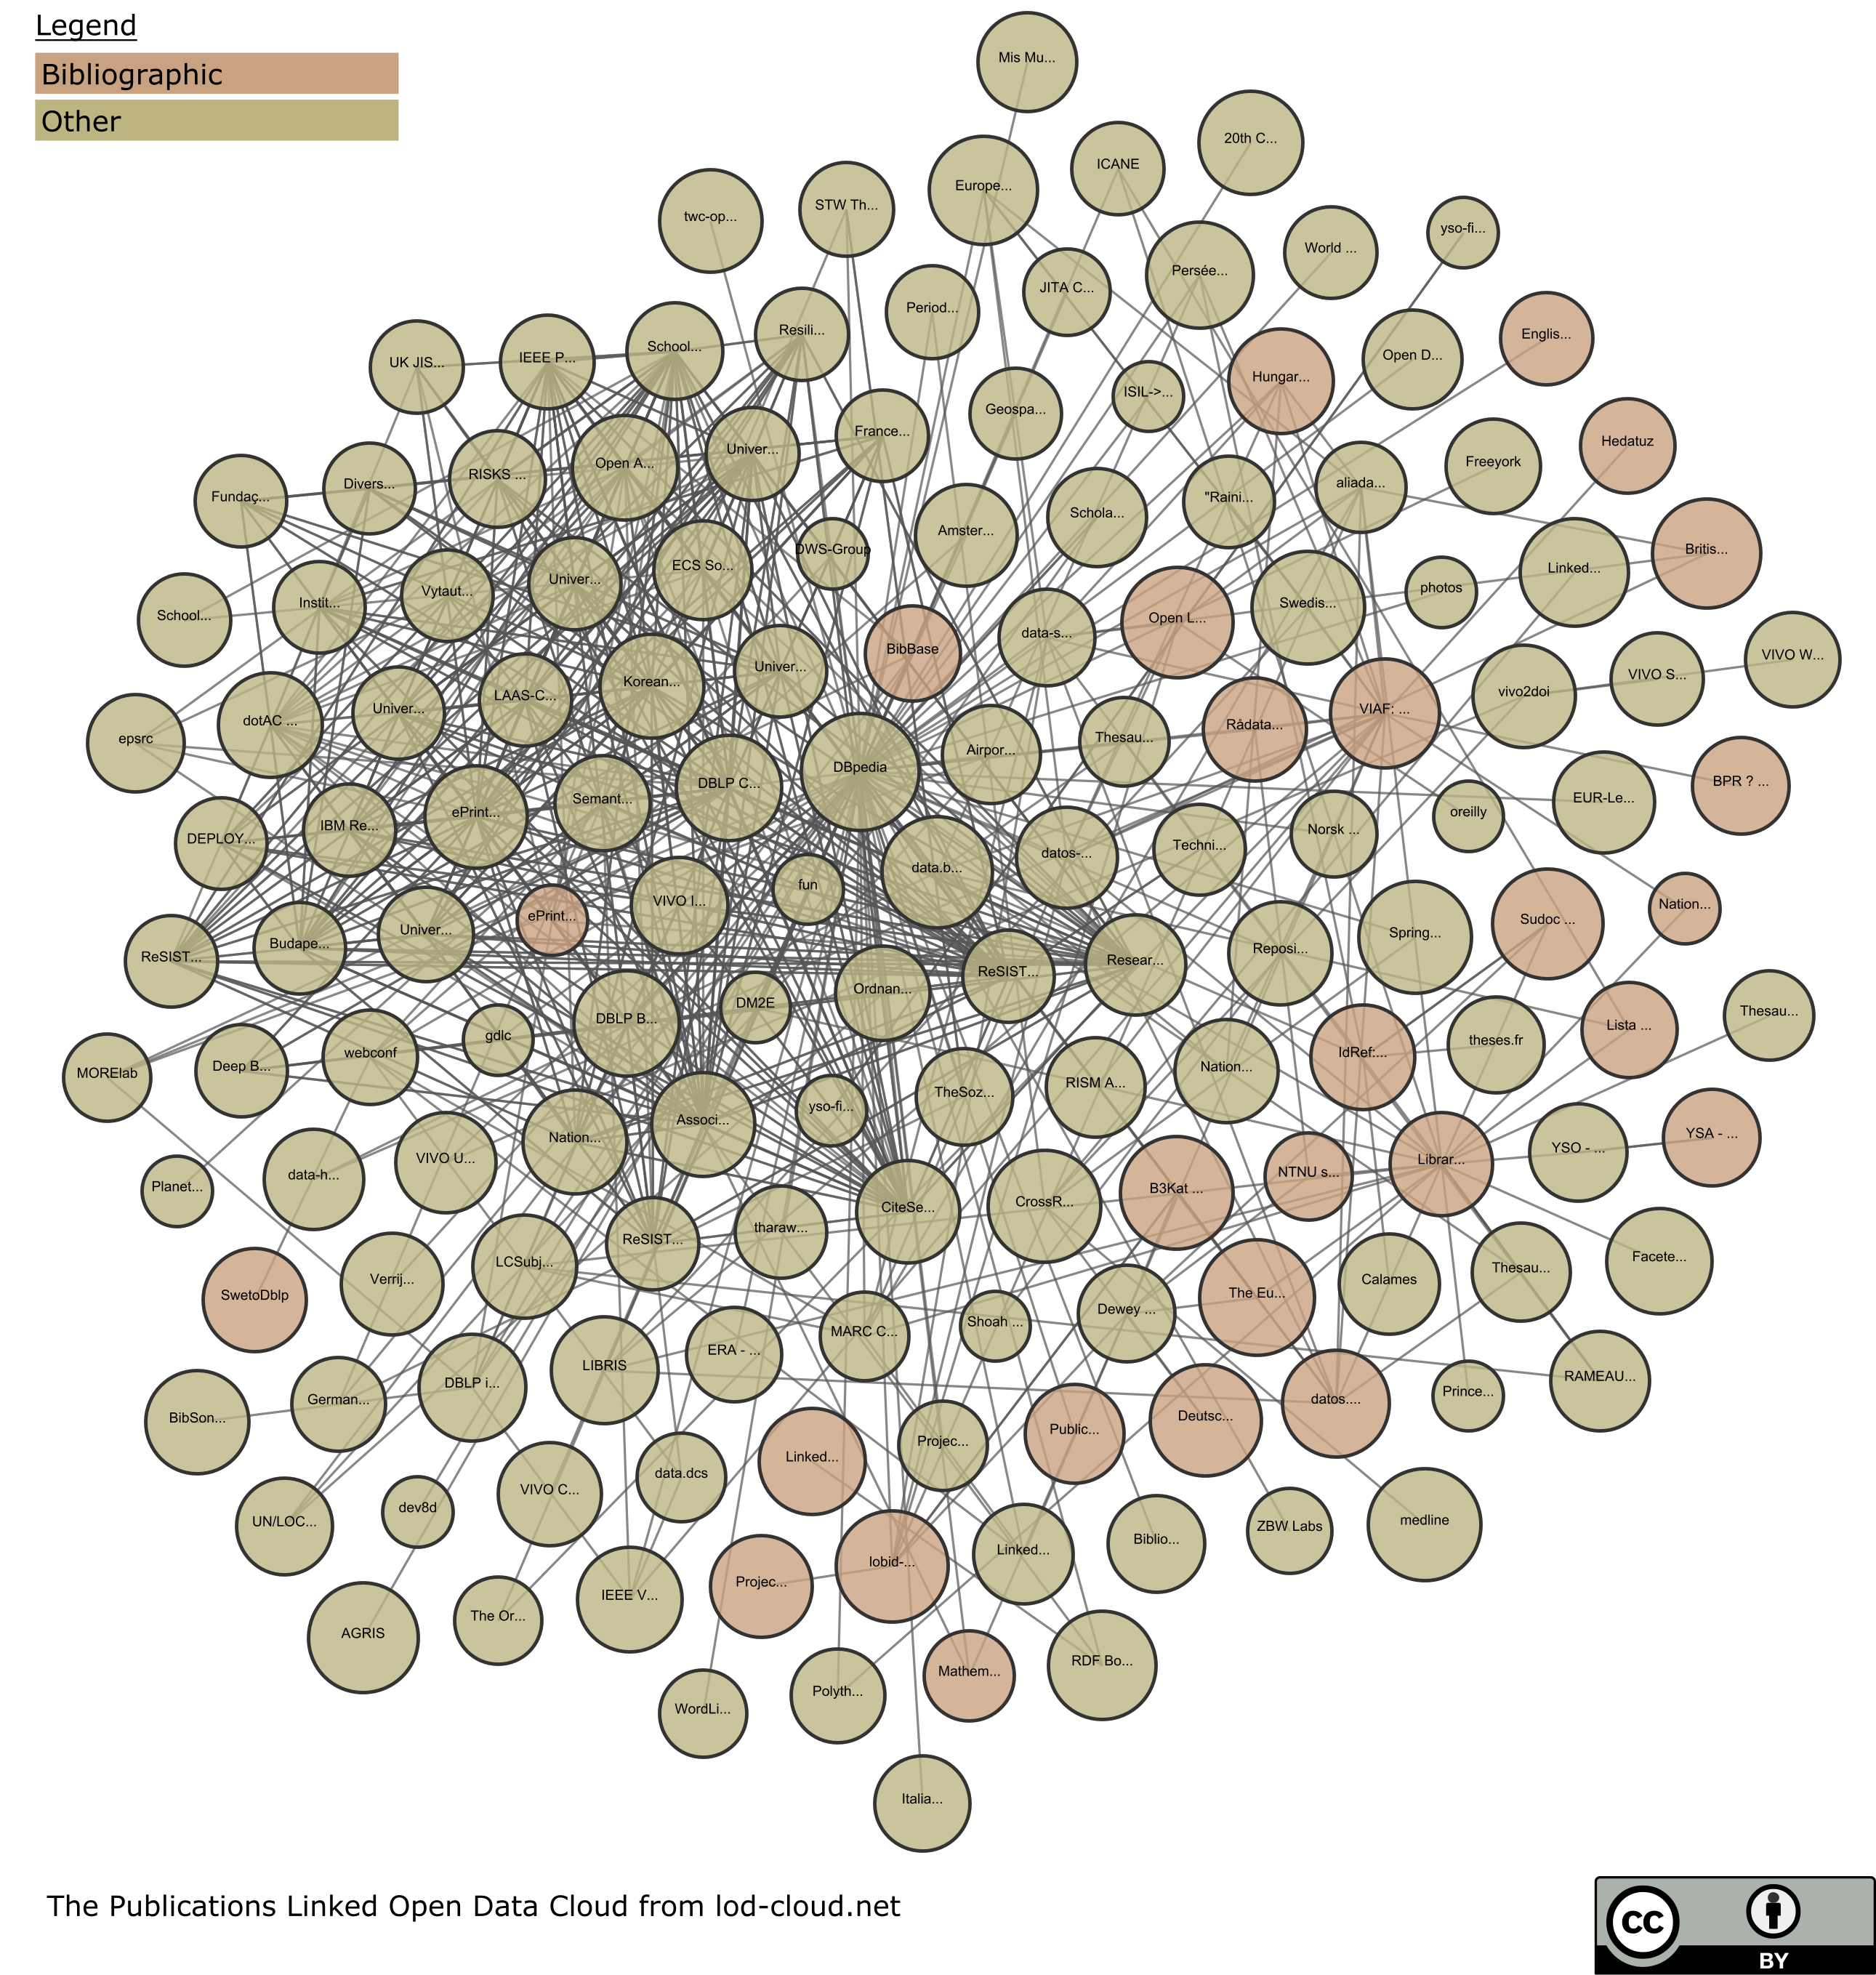 Legend
Bibliographic
Other
Mis Mu...
20th C...
ICANE
Europe...
STW Th...
twc-op...
yso-fi...
World ...
Persée...
JITA C...
Period...
Resili...
School...
IEEE P...
UK JIS...
Englis...
Open D...
Hungar...
ISIL->...
Geospa...
France...
Univer...
Open A...
RISKS ...
Divers...
Fundaç...
Hedatuz
Freeyork
aliada...
"Raini...
Schola...
Amster...
DWS-Group
ECS So...
Univer...
Vytaut...
Instit...
School...
Britis...
Linked...
photos
Swedis...
Open L...
data-s...
BibBase
Univer...
Korean...
LAAS-C...
Univer...
dotAC ...
epsrc
VIVO W...
VIVO S...
vivo2doi
VIAF: ...
Rådata...
Thesau...
Airpor...
DBpedia
DBLP C...
Semant...
ePrint...
IBM Re...
DEPLOY...
BPR ? ...
EUR-Le...
oreilly
Norsk ...
Techni...
datos-...
data.b...
fun
VIVO I...
ePrint...
Univer...
Budape...
ReSIST...
Nation...
Sudoc ...
Spring...
Reposi...
Resear...
ReSIST...
Ordnan...
DM2E
DBLP B...
gdlc
webconf
Deep B...
MORElab
Thesau...
Lista ...
theses.fr
IdRef:...
Nation...
RISM A...
TheSoz...
yso-fi...
Associ...
Nation...
VIVO U...
data-h...
Planet...
YSA - ...
YSO - ...
Librar...
NTNU s...
B3Kat ...
CrossR...
CiteSe...
tharaw...
ReSIST...
LCSubj...
Verrij...
SwetoDblp
Facete...
Thesau...
Calames
The Eu...
Dewey ...
Shoah ...
MARC C...
ERA - ...
LIBRIS
DBLP i...
German...
BibSon...
RAMEAU...
Prince...
datos....
Deutsc...
Public...
Projec...
Linked...
data.dcs
VIVO C...
dev8d
UN/LOC...
medline
ZBW Labs
Biblio...
Linked...
lobid-...
Projec...
IEEE V...
The Or...
AGRIS
RDF Bo...
Mathem...
Polyth...
WordLi...
Italia...
The Publications Linked Open Data Cloud from lod-cloud.net
cc
BY